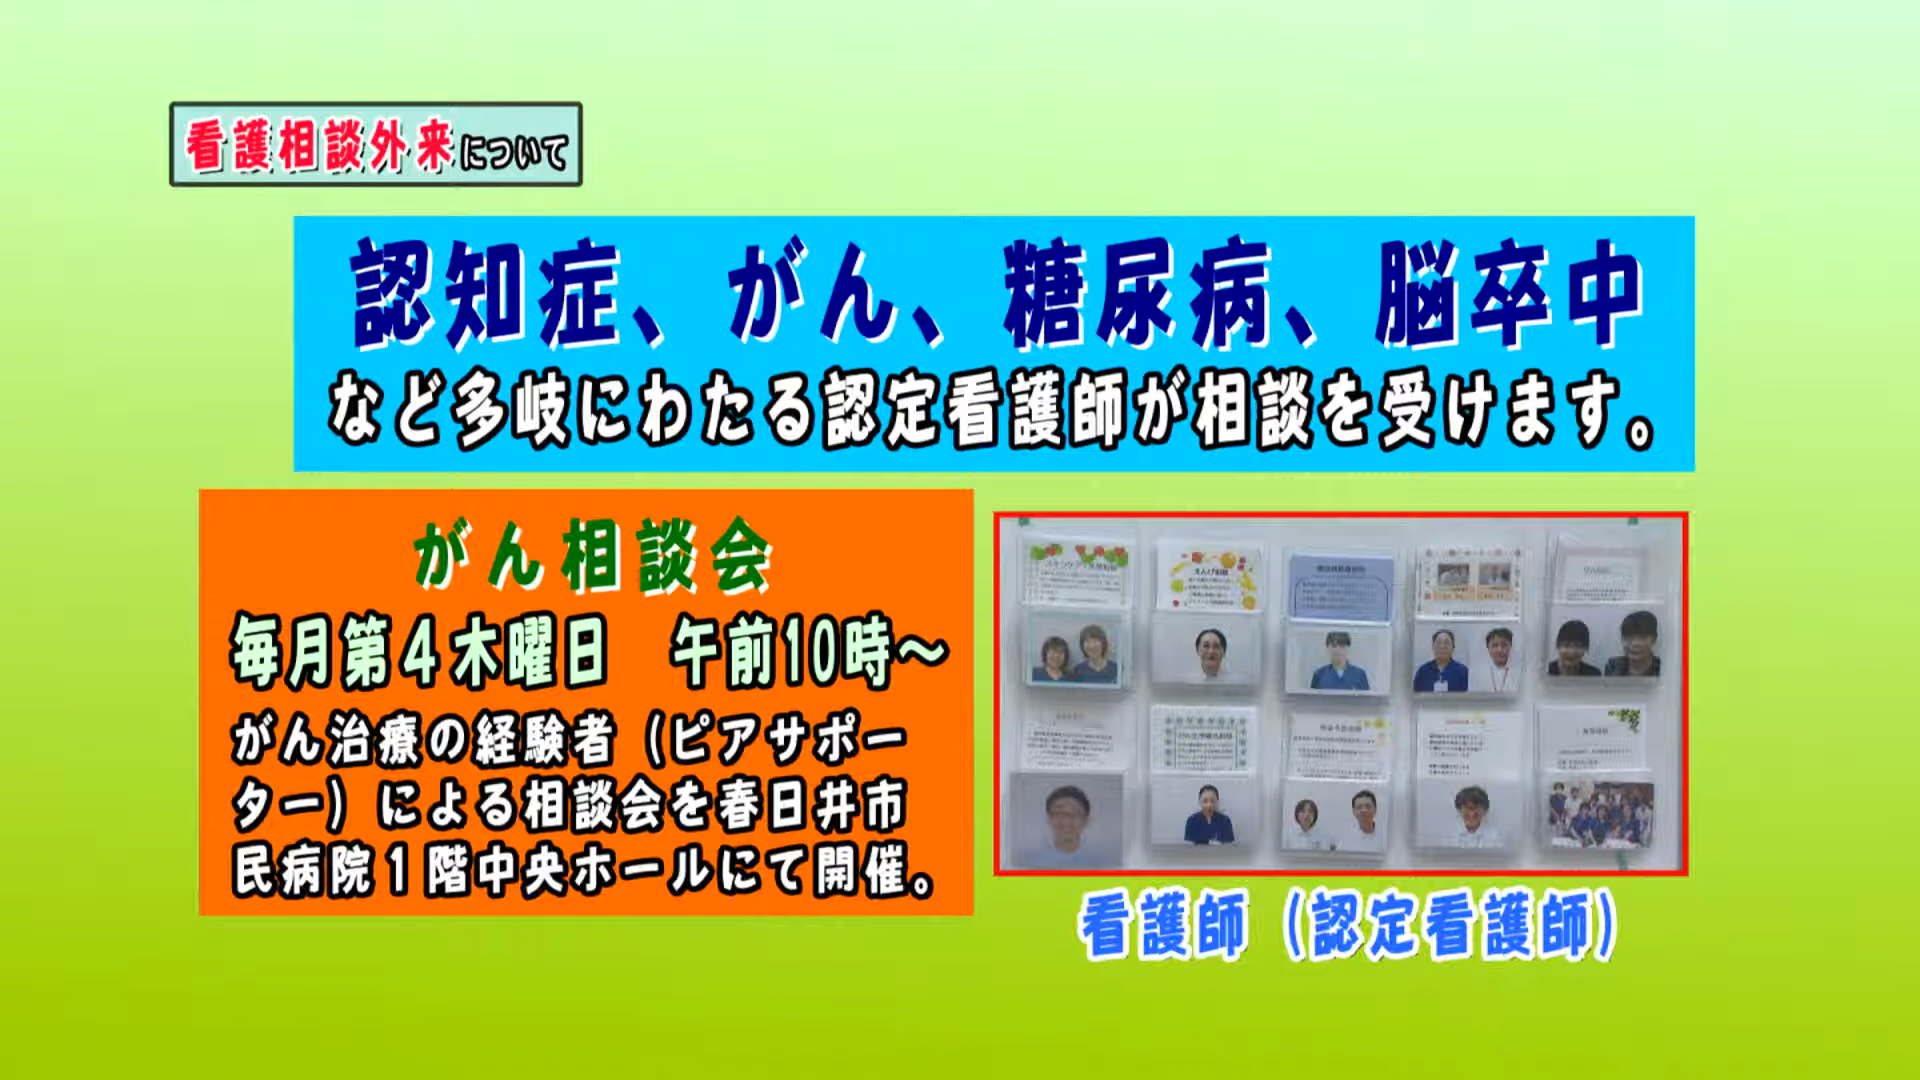 看護相談外来について
認知症、がん、糖尿病、脳卒中
など多岐にわたる認定看護師が相談を受けます。
がん相談会
毎月第４木曜日　午前10時～
がん治療の経験者（ピアサポー
ター）による相談会を春日井市
民病院１階中央ホールにて開催。
看護師（認定看護師）